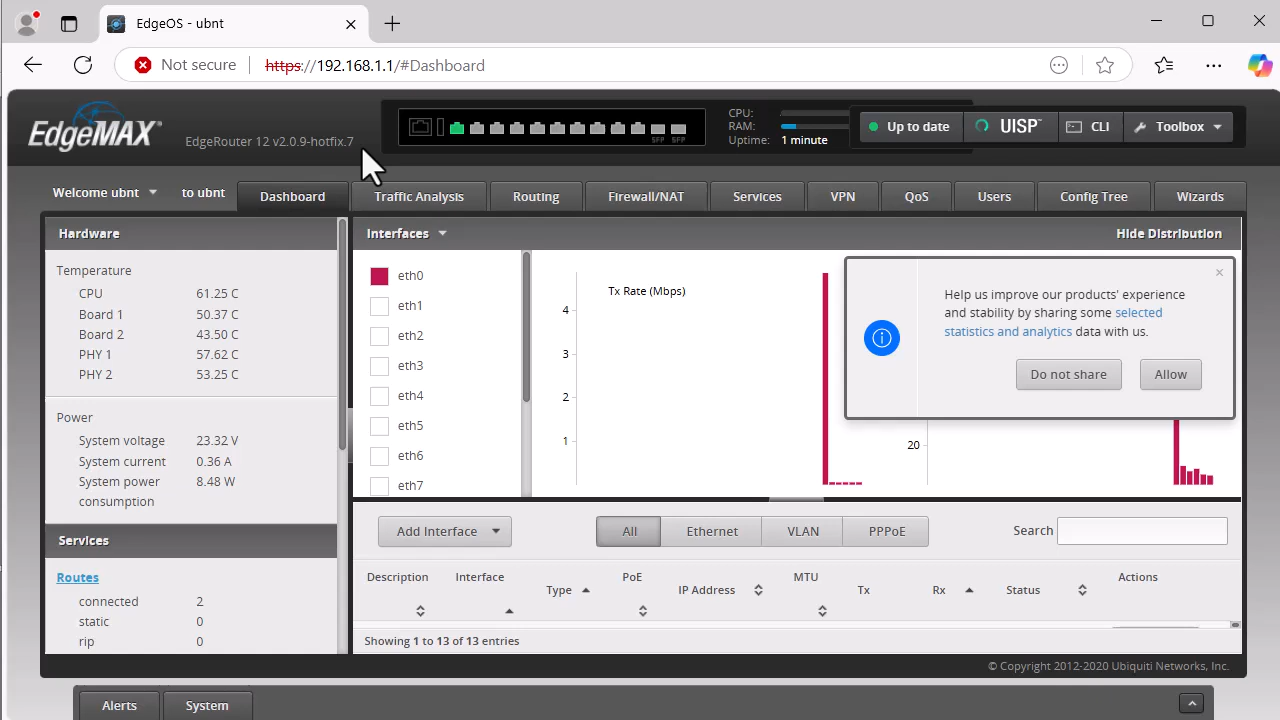 EdgeOS - ubnt
Not secure
https://192.168.1.1/#Dashboard
EdgeMAX
EdgeRouter 12 v2.0.9-hotfix.7
SFP SFP
CPU:
RAM:
Uptime: 1 minute
Up to date
UISP™
CLI
Toolbox
Welcome ubnt to ubnt
Dashboard
Traffic Analysis
Routing
Firewall/NAT
Services
VPN
QoS
Users
Config Tree
Wizards
Hardware
Temperature
CPU 61.25 C
Board 1 50.37 C
Board 2 43.50 C
PHY 1 57.62 C
PHY 2 53.25 C
Power
System voltage 23.32 V
System current 0.36 A
System power 8.48 W
consumption
Services
Routes
connected 2
static 0
rip 0
Interfaces
Hide Distribution
eth0
eth1
eth2
eth3
eth4
eth5
eth6
eth7
Tx Rate (Mbps)
4
3
2
1
20
Help us improve our products' experience
and stability by sharing some selected
statistics and analytics data with us.
Do not share
Allow
Add Interface
All
Ethernet
VLAN
PPPoE
Search
Description
Interface
Type
PoE
IP Address
MTU
Tx
Rx
Status
Actions
Showing 1 to 13 of 13 entries
© Copyright 2012-2020 Ubiquiti Networks, Inc.
Alerts
System